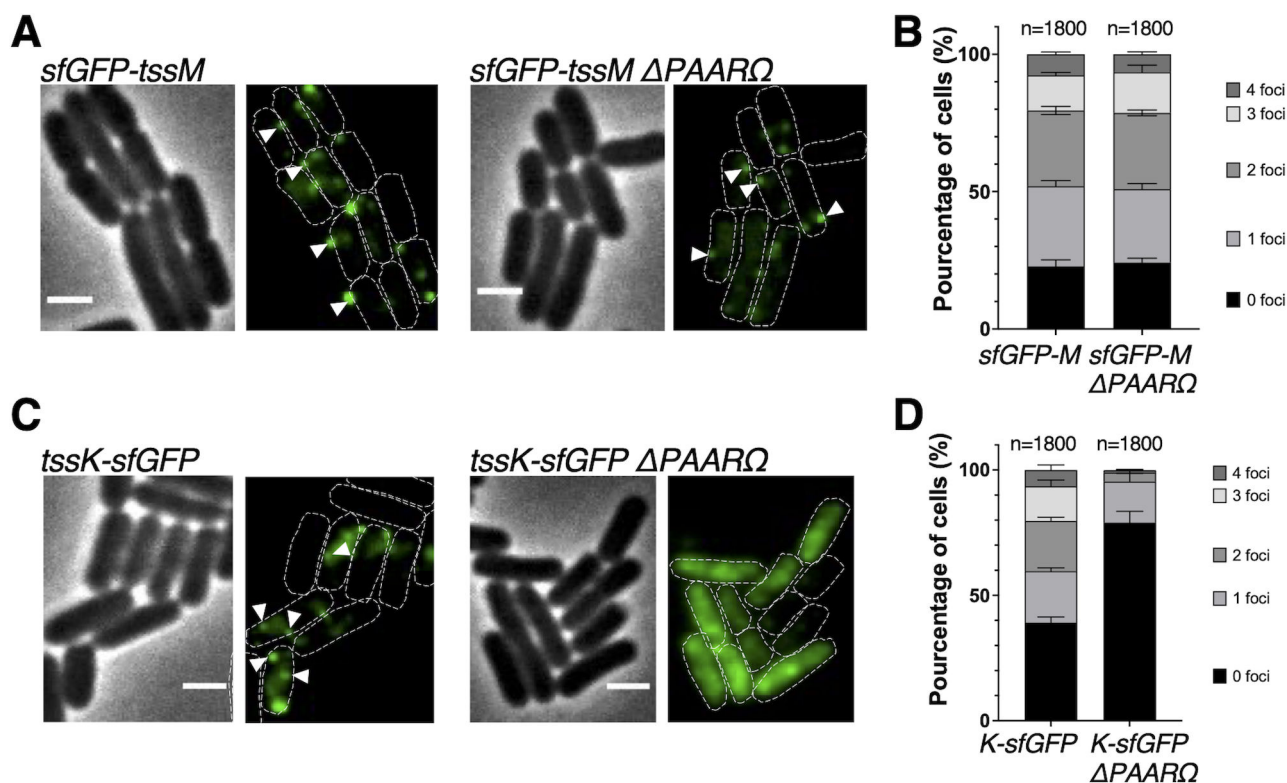 A
sfGFP-tssM
sfGFP-tssM ΔPAARΩ
B
n=1800 n=1800
Pourcentage of cells (%)
100
50
0
4 foci
3 foci
2 foci
1 foci
0 foci
sfGFP-M sfGFP-M
ΔPAARΩ
C
tssK-sfGFP
tssK-sfGFP ΔPAARΩ
D
n=1800 n=1800
Pourcentage of cells (%)
100
50
0
4 foci
3 foci
2 foci
1 foci
0 foci
K-sfGFP K-sfGFP
ΔPAARΩ